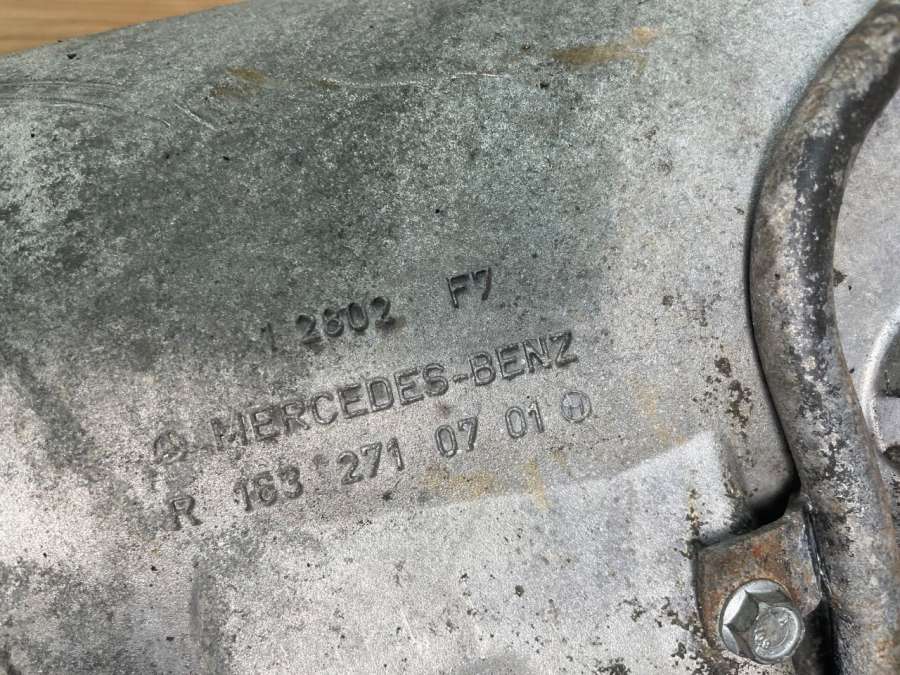 1 2802 F7
MERCEDES-BENZ
R 163 271 07 01